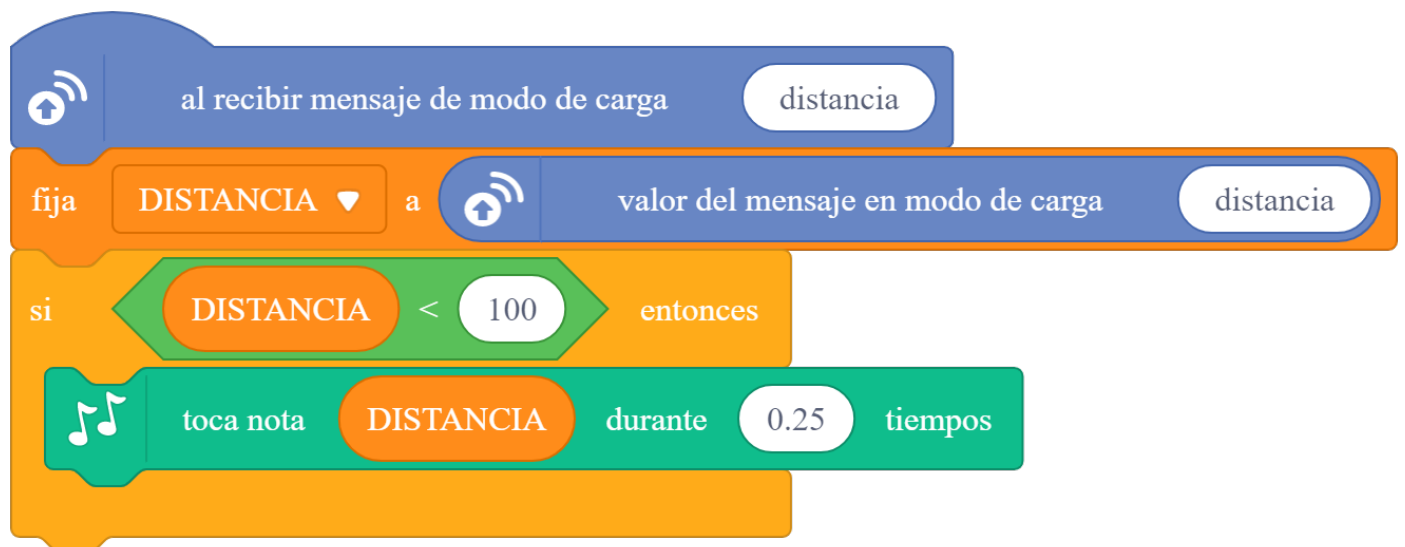 al recibir mensaje de modo de carga distancia
fija DISTANCIA a valor del mensaje en modo de carga distancia
si DISTANCIA < 100 entonces
toca nota DISTANCIA durante 0.25 tiempos